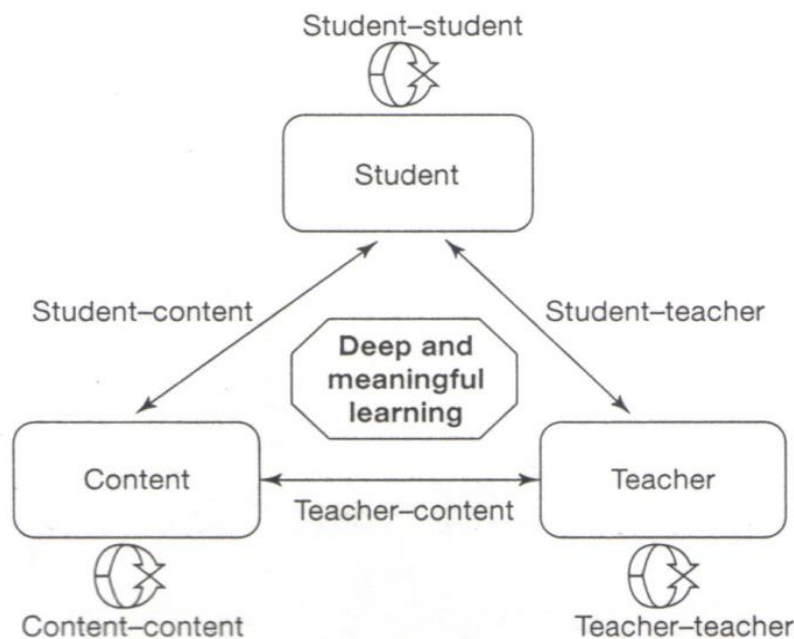 Student–student
Student
Student–content
Student–teacher
Deep and
meaningful
learning
Content
Teacher
Teacher–content
Content–content
Teacher–teacher